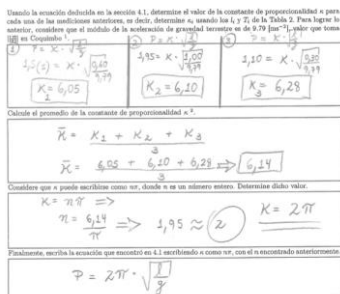 Usando la ecuación deducida en la sección 4.1, determine el valor de la constante de proporcionalidad κ para
cada una de las mediciones anteriores, es decir, determine κᵢ usando los lᵢ y Tᵢ de la Tabla 2. Para lograr lo
anterior, considere que el módulo de la aceleración de gravedad terrestre es de 9.79 [ms⁻²], valor que toma
en Coquimbo ¹.
1 P = K · √(l/g)
1,5(s) = K · √(0,60/9,79)
K₁ = 6,05
2 P = K · √(l/g)
1,95 = K · √(1,00/9,79)
K₂ = 6,10
3 P = K · √(l/g)
1,10 = K · √(0,30/9,79)
K₃ = 6,28
Calcule el promedio de la constante de proporcionalidad κ ².
K̄ = (K₁ + K₂ + K₃)/3
K̄ = (6,05 + 6,10 + 6,28)/3 => 6,14
Considere que κ puede escribirse como nπ, donde n es un número entero. Determine dicho valor.
K = nπ =>
n = 6,14/π => 1,95 ≈ 2
K = 2π
Finalmente, escriba la ecuación que encontró en 4.1 escribiendo κ como nπ, con el n encontrado anteriormente.
P = 2π · √(l/g)